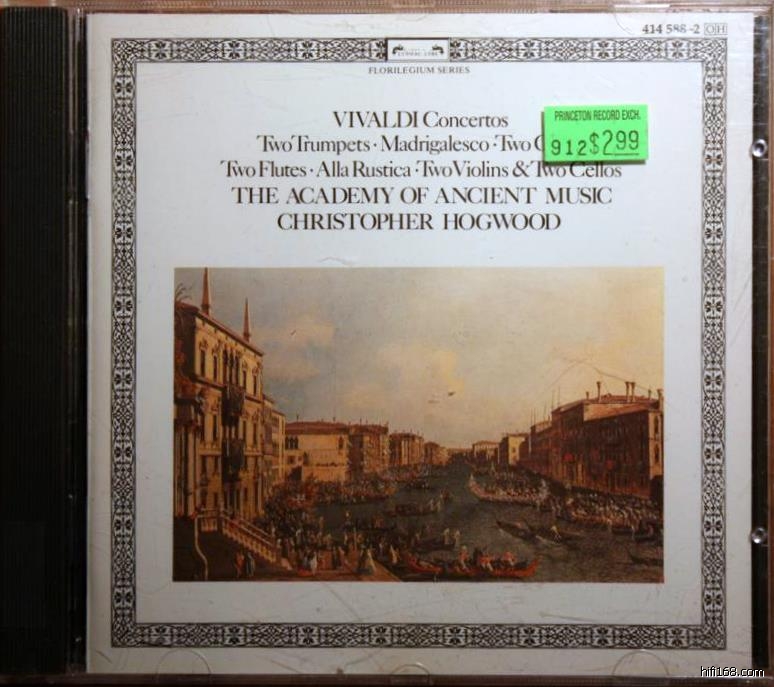 414 588-2 OH
FLORILEGIUM SERIES
VIVALDI Concertos
Two Trumpets · Madrigalesco · Two
Two Flutes · Alla Rustica · Two Violins & Two Cellos
THE ACADEMY OF ANCIENT MUSIC
CHRISTOPHER HOGWOOD
PRINCETON RECORD EXCH.
912 $2.99
hifi168.com